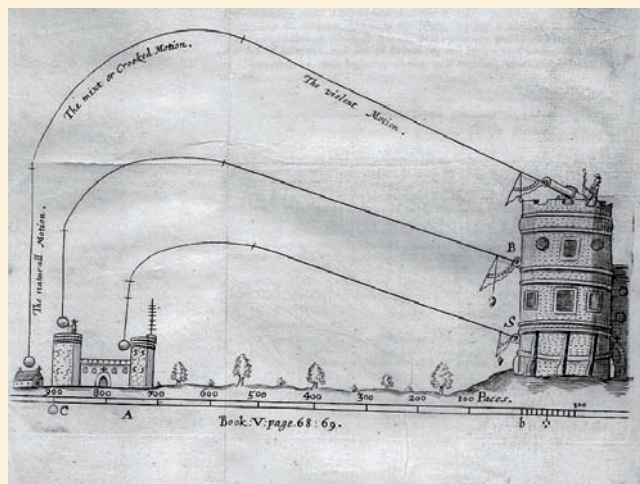 The mixt or Crooked Motion.
The violent Motion.
The naturall Motion.
B
S
Paces.
900 800 700 600 500 400 300 200 100 100
C A b
Book: V: page. 68: 69.